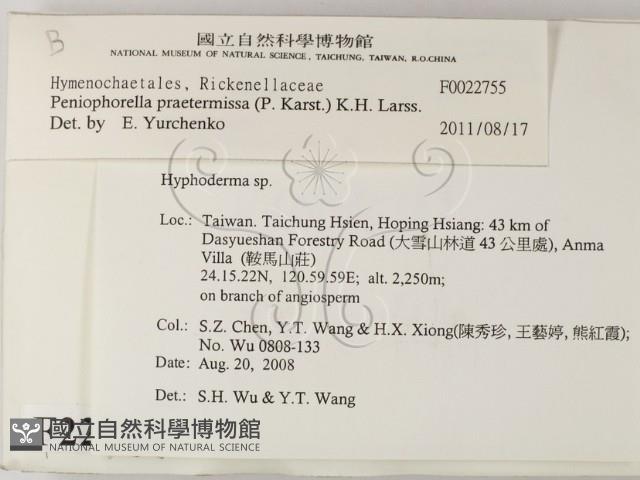 B
國立自然科學博物館
NATIONAL MUSEUM OF NATURAL SCIENCE, TAICHUNG, TAIWAN, R.O.CHINA
Hymenochaetales, Rickenellaceae F0022755
Peniophorella praetermissa (P. Karst.) K.H. Larss.
Det. by E. Yurchenko 2011/08/17
Hyphoderma sp.
Loc.: Taiwan. Taichung Hsien, Hoping Hsiang: 43 km of
Dasyueshan Forestry Road (大雪山林道 43 公里處), Anma
Villa (鞍馬山莊)
24.15.22N, 120.59.59E; alt. 2,250m;
on branch of angiosperm
Col.: S.Z. Chen, Y.T. Wang & H.X. Xiong(陳秀珍, 王藝婷, 熊紅霞);
No. Wu 0808-133
Date: Aug. 20, 2008
Det.: S.H. Wu & Y.T. Wang
國立自然科學博物館
NATIONAL MUSEUM OF NATURAL SCIENCE